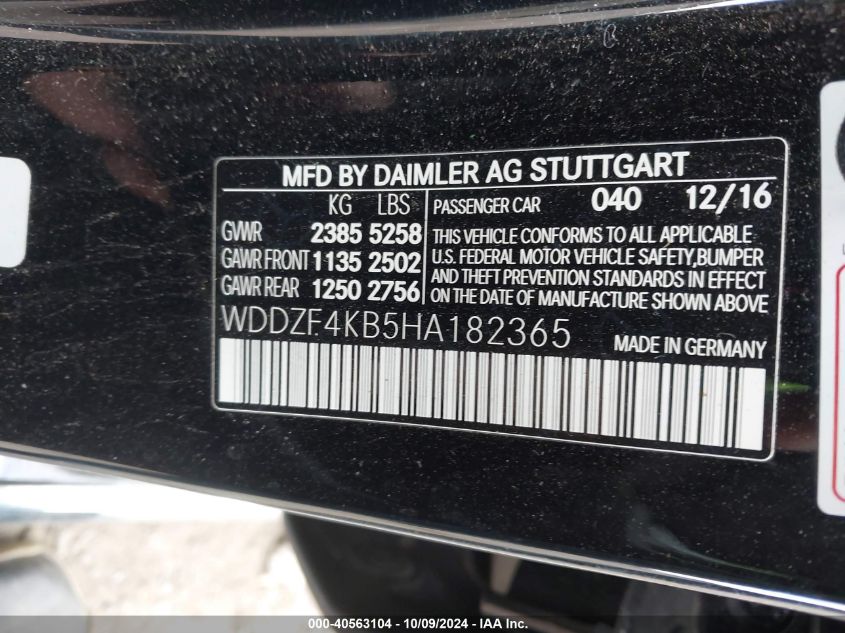 MFD BY DAIMLER AG STUTTGART
KG LBS
GVWR 2385 5258
GAWR FRONT 1135 2502
GAWR REAR 1250 2756
PASSENGER CAR 040 12/16
THIS VEHICLE CONFORMS TO ALL APPLICABLE
U.S. FEDERAL MOTOR VEHICLE SAFETY,BUMPER
AND THEFT PREVENTION STANDARDS IN EFFECT
ON THE DATE OF MANUFACTURE SHOWN ABOVE
WDDZF4KB5HA182365
MADE IN GERMANY
000-40563104 - 10/09/2024 - IAA, Inc.